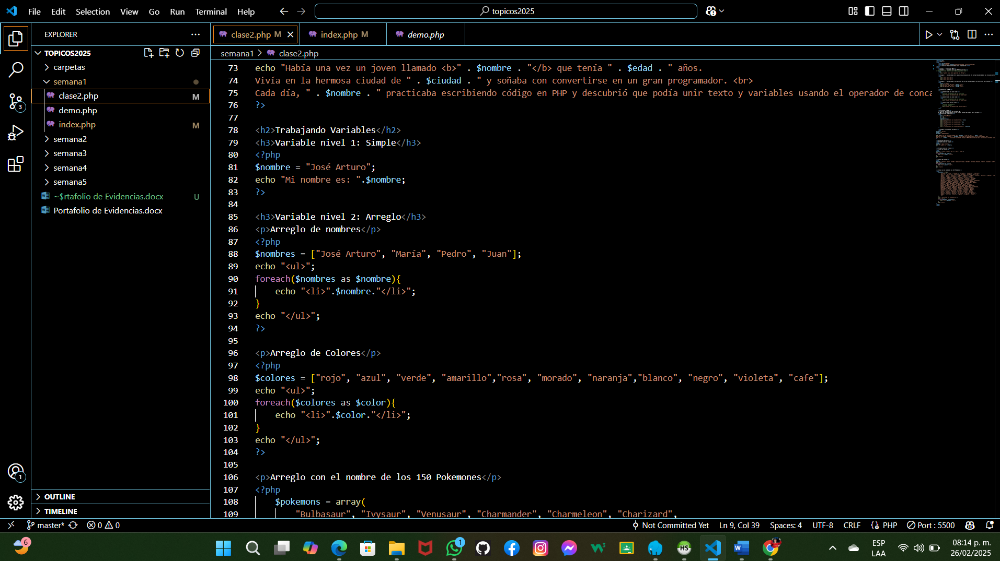 File Edit Selection View Go Run Terminal Help
topicos2025
EXPLORER
clase2.php M
index.php M
demo.php
TOPICOS2025
semana1 > clase2.php
carpetas
semana1
clase2.php M
demo.php
index.php M
semana2
semana3
semana4
semana5
~$rtafolio de Evidencias.docx U
Portafolio de Evidencias.docx
3
1
OUTLINE
TIMELINE
73 echo "Había una vez un joven llamado <b>" . $nombre . "</b> que tenía " . $edad . " años.
74 Vivía en la hermosa ciudad de " . $ciudad . " y soñaba con convertirse en un gran programador. <br>
75 Cada día, " . $nombre . " practicaba escribiendo código en PHP y descubrió que podía unir texto y variables usando el operador de conca
76 ?>
77
78 <h2>Trabajando Variables</h2>
79 <h3>Variable nivel 1: Simple</h3>
80 <?php
81 $nombre = "José Arturo";
82 echo "Mi nombre es: ".$nombre;
83 ?>
84
85 <h3>Variable nivel 2: Arreglo</h3>
86 <p>Arreglo de nombres</p>
87 <?php
88 $nombres = ["José Arturo", "María", "Pedro", "Juan"];
89 echo "<ul>";
90 foreach($nombres as $nombre){
91 echo "<li>".$nombre."</li>";
92 }
93 echo "</ul>";
94 ?>
95
96 <p>Arreglo de Colores</p>
97 <?php
98 $colores = ["rojo", "azul", "verde", "amarillo","rosa", "morado", "naranja","blanco", "negro", "violeta", "cafe"];
99 echo "<ul>";
100 foreach($colores as $color){
101 echo "<li>".$color."</li>";
102 }
103 echo "</ul>";
104 ?>
105
106 <p>Arreglo con el nombre de los 150 Pokemones</p>
107 <?php
108 $pokemons = array(
109 "Bulbasaur", "Ivysaur", "Venusaur", "Charmander", "Charmeleon", "Charizard",
master* 0 0
Not Committed Yet Ln 9, Col 39 Spaces: 4 UTF-8 CRLF PHP Port : 5500
6
1
W3
HS
W
ESP
LAA
08:14 p. m.
26/02/2025